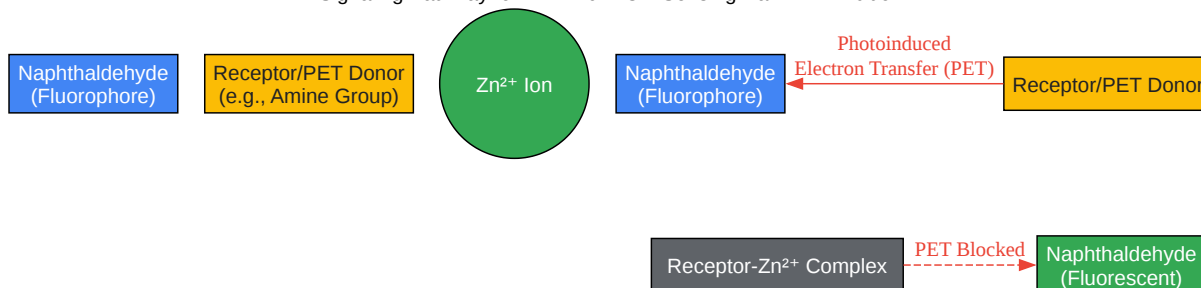 Naphthaldehyde
(Fluorophore)
Receptor/PET Donor
(e.g., Amine Group)
Zn²⁺ Ion
Naphthaldehyde
(Fluorophore)
Photoinduced
Electron Transfer (PET)
Receptor/PET Donor
Receptor-Zn²⁺ Complex
PET Blocked
Naphthaldehyde
(Fluorescent)